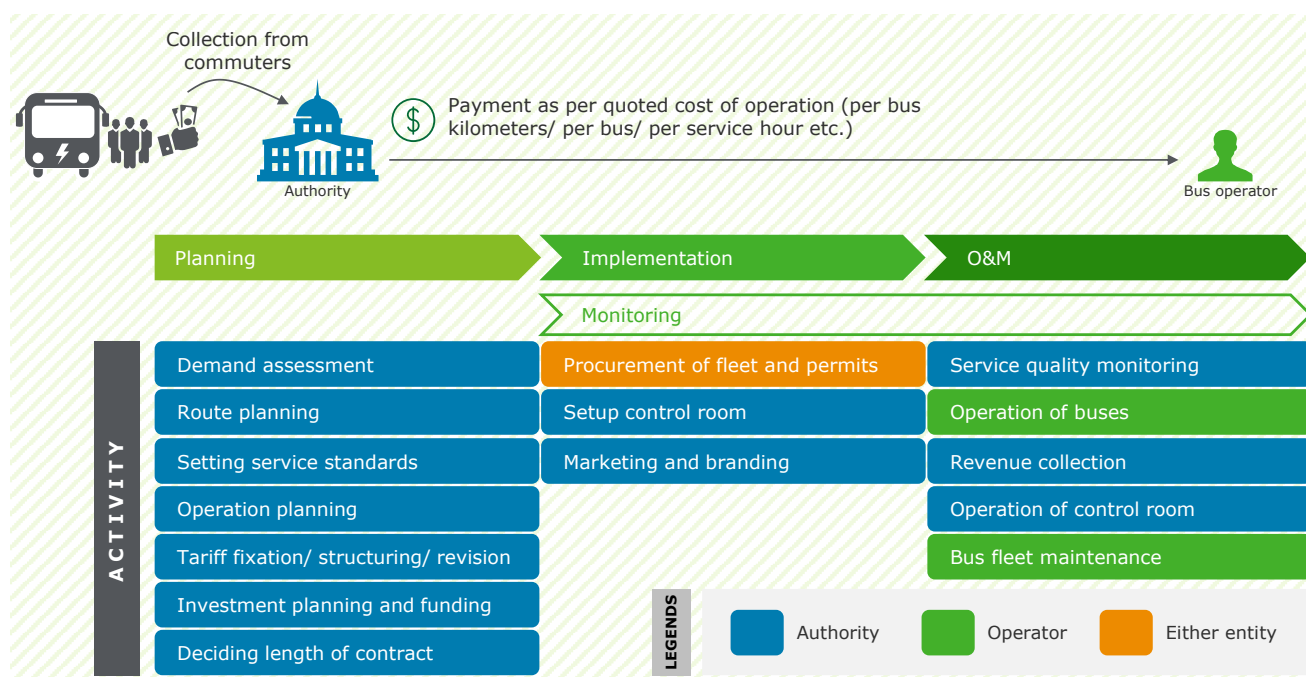 Collection from
commuters
$
Payment as per quoted cost of operation (per bus
kilometers/ per bus/ per service hour etc.)
Authority
Bus operator
Planning
Implementation
O&M
Monitoring
ACTIVITY
Demand assessment
Route planning
Setting service standards
Operation planning
Tariff fixation/ structuring/ revision
Investment planning and funding
Deciding length of contract
Procurement of fleet and permits
Setup control room
Marketing and branding
Service quality monitoring
Operation of buses
Revenue collection
Operation of control room
Bus fleet maintenance
LEGENDS
Authority
Operator
Either entity